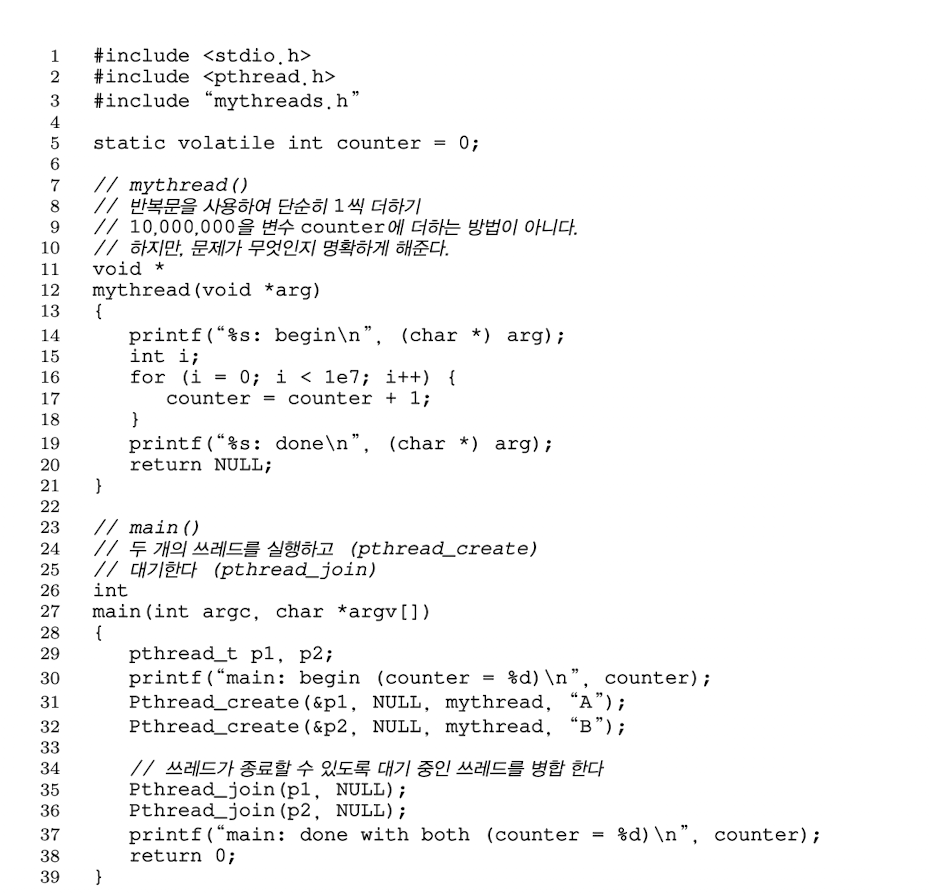 1 #include <stdio.h>
2 #include <pthread.h>
3 #include “mythreads.h”
4
5 static volatile int counter = 0;
6
7 // mythread()
8 // 반복문을 사용하여 단순히 1씩 더하기
9 // 10,000,000을 변수 counter에 더하는 방법이 아니다.
10 // 하지만, 문제가 무엇인지 명확하게 해준다.
11 void *
12 mythread(void *arg)
13 {
14 printf(“%s: begin\n”, (char *) arg);
15 int i;
16 for (i = 0; i < 1e7; i++) {
17 counter = counter + 1;
18 }
19 printf(“%s: done\n”, (char *) arg);
20 return NULL;
21 }
22
23 // main()
24 // 두 개의 쓰레드를 실행하고 (pthread_create)
25 // 대기한다 (pthread_join)
26 int
27 main(int argc, char *argv[])
28 {
29 pthread_t p1, p2;
30 printf(“main: begin (counter = %d)\n”, counter);
31 Pthread_create(&p1, NULL, mythread, “A”);
32 Pthread_create(&p2, NULL, mythread, “B”);
33
34 // 쓰레드가 종료할 수 있도록 대기 중인 쓰레드를 병합 한다
35 Pthread_join(p1, NULL);
36 Pthread_join(p2, NULL);
37 printf(“main: done with both (counter = %d)\n”, counter);
38 return 0;
39 }